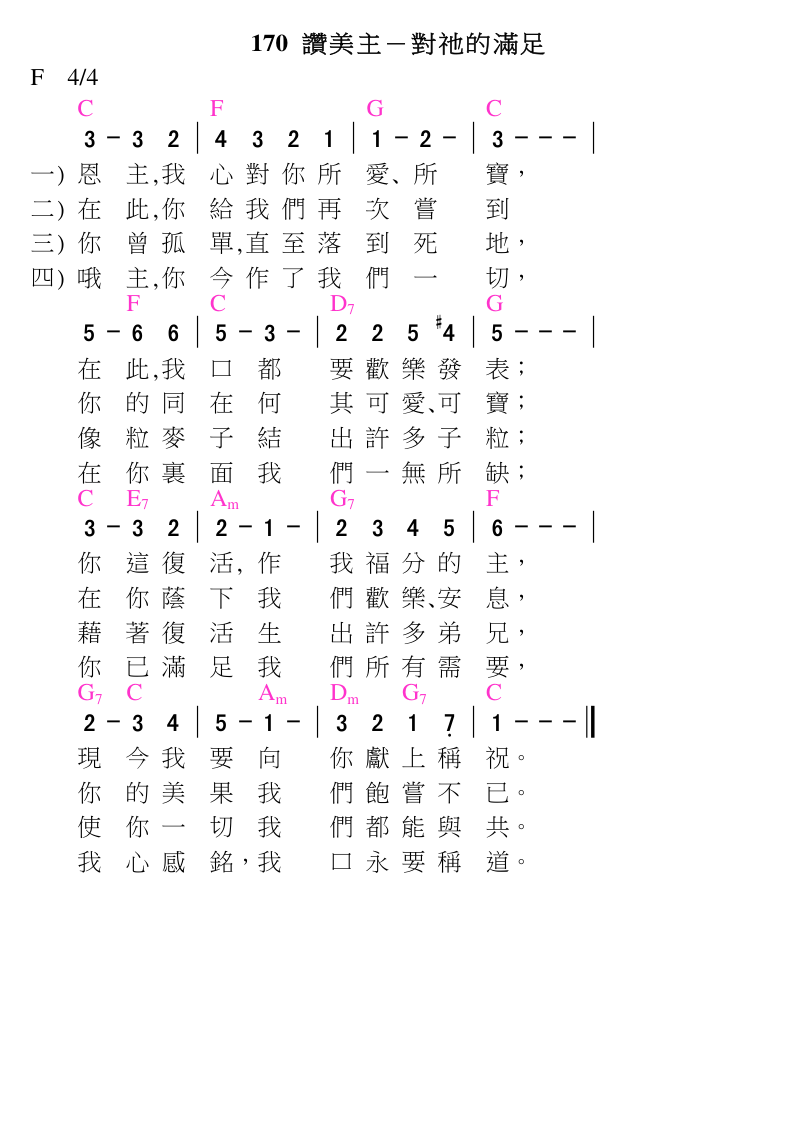 170 讚美主－對祂的滿足
F 4/4
C F G C
3 – 3 2 | 4 3 2 1 | 1 – 2 – | 3 – – – |
一) 恩 主,我 心 對 你 所 愛、所 寶，
二) 在 此,你 給 我 們 再 次 嘗 到
三) 你 曾 孤 單,直 至 落 到 死 地，
四) 哦 主,你 今 作 了 我 們 一 切，
F C D7 G
5 – 6 6 | 5 – 3 – | 2 2 5 #4 | 5 – – – |
在 此,我 口 都 要 歡 樂 發 表；
你 的 同 在 何 其 可 愛、可 寶；
像 粒 麥 子 結 出 許 多 子 粒；
在 你 裏 面 我 們 一 無 所 缺；
C E7 Am G7 F
3 – 3 2 | 2 – 1 – | 2 3 4 5 | 6 – – – |
你 這 復 活, 作 我 福 分 的 主，
在 你 蔭 下 我 們 歡 樂、安 息，
藉 著 復 活 生 出 許 多 弟 兄，
你 已 滿 足 我 們 所 有 需 要，
G7 C Am Dm G7 C
2 – 3 4 | 5 – 1 – | 3 2 1 7̣ | 1 – – – ‖
現 今 我 要 向 你 獻 上 稱 祝。
你 的 美 果 我 們 飽 嘗 不 已。
使 你 一 切 我 們 都 能 與 共。
我 心 感 銘，我 口 永 要 稱 道。